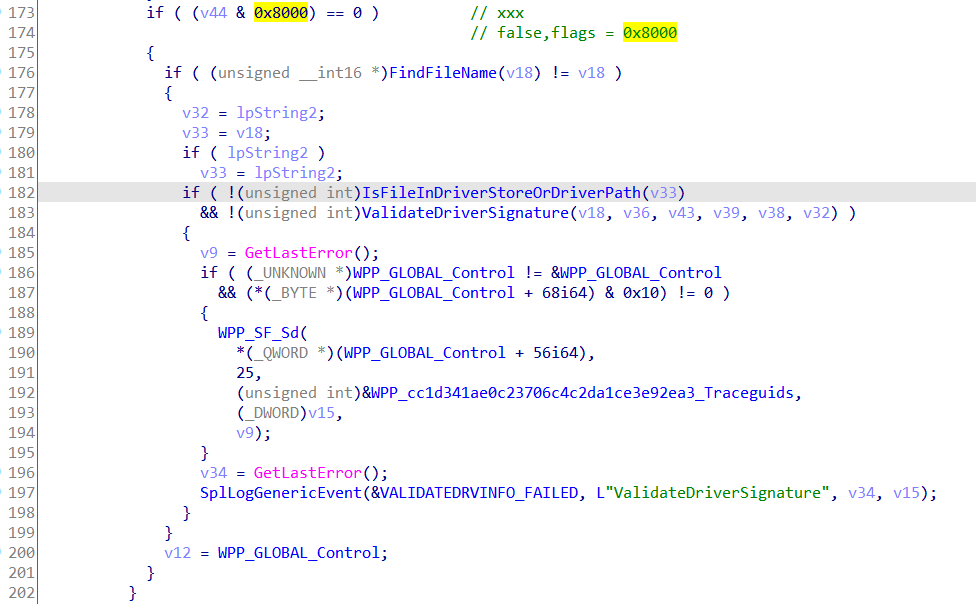 173 if ( (v44 & 0x8000) == 0 ) // xxx
174 // false,flags = 0x8000
175 {
176 if ( (unsigned __int16 *)FindFileName(v18) != v18 )
177 {
178 v32 = lpString2;
179 v33 = v18;
180 if ( lpString2 )
181 v33 = lpString2;
182 if ( !(unsigned int)IsFileInDriverStoreOrDriverPath(v33)
183 && !(unsigned int)ValidateDriverSignature(v18, v36, v43, v39, v38, v32) )
184 {
185 v9 = GetLastError();
186 if ( (_UNKNOWN *)WPP_GLOBAL_Control != &WPP_GLOBAL_Control
187 && (*(_BYTE *)(WPP_GLOBAL_Control + 68i64) & 0x10) != 0 )
188 {
189 WPP_SF_Sd(
190 *(_QWORD *)(WPP_GLOBAL_Control + 56i64),
191 25,
192 (unsigned int)&WPP_cc1d341ae0c23706c4c2da1ce3e92ea3_Traceguids,
193 (_DWORD)v15,
194 v9);
195 }
196 v34 = GetLastError();
197 SplLogGenericEvent(&VALIDATEDRVINFO_FAILED, L"ValidateDriverSignature", v34, v15);
198 }
199 }
200 v12 = WPP_GLOBAL_Control;
201 }
202 }